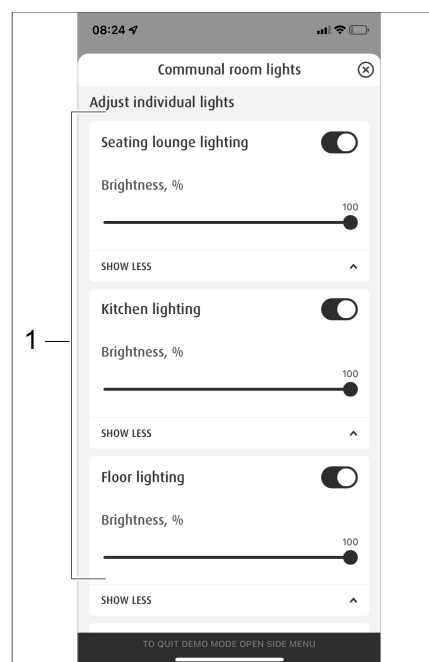 08:24
Communal room lights
Adjust individual lights
Seating lounge lighting
Brightness, %
100
SHOW LESS
Kitchen lighting
Brightness, %
100
SHOW LESS
1
Floor lighting
Brightness, %
100
SHOW LESS
TO QUIT DEMO MODE OPEN SIDE MENU